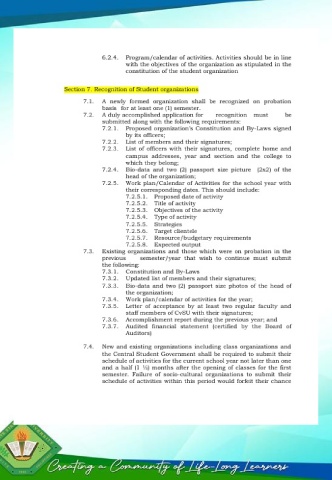 6.2.4. Program/calendar of activities. Activities should be in line
with the objectives of the organization as stipulated in the
constitution of the student organization
Section 7. Recognition of Student organizations
7.1. A newly formed organization shall be recognized on probation
basis for at least one (1) semester.
7.2. A duly accomplished application for recognition must be
submitted along with the following requirements:
7.2.1. Proposed organization's Constitution and By-Laws signed
by its officers;
7.2.2. List of members and their signatures;
7.2.3. List of officers with their signatures, complete home and
campus addresses, year and section and the college to
which they belong;
7.2.4. Bio-data and two (2) passport size picture (2x2) of the
head of the organization;
7.2.5. Work plan/Calendar of Activities for the school year with
their corresponding dates. This should include:
7.2.5.1. Proposed date of activity
7.2.5.2. Title of activity
7.2.5.3. Objectives of the activity
7.2.5.4. Type of activity
7.2.5.5. Strategies
7.2.5.6. Target clientele
7.2.5.7. Resource/budgetary requirements
7.2.5.8. Expected output
7.3. Existing organizations and those which were on probation in the
previous semester/year that wish to continue must submit
the following:
7.3.1. Constitution and By-Laws
7.3.2. Updated list of members and their signatures;
7.3.3. Bio-data and two (2) passport size photos of the head of
the organization;
7.3.4. Work plan/calendar of activities for the year;
7.3.5. Letter of acceptance by at least two regular faculty and
staff members of CvSU with their signatures;
7.3.6. Accomplishment report during the previous year; and
7.3.7. Audited financial statement (certified by the Board of
Auditors)
7.4. New and existing organizations including class organizations and
the Central Student Government shall be required to submit their
schedule of activities for the current school year not later than one
and a half (1 ½) months after the opening of classes for the first
semester. Failure of socio-cultural organizations to submit their
schedule of activities within this period would forfeit their chance
Creating a Community of Life-Long Learners